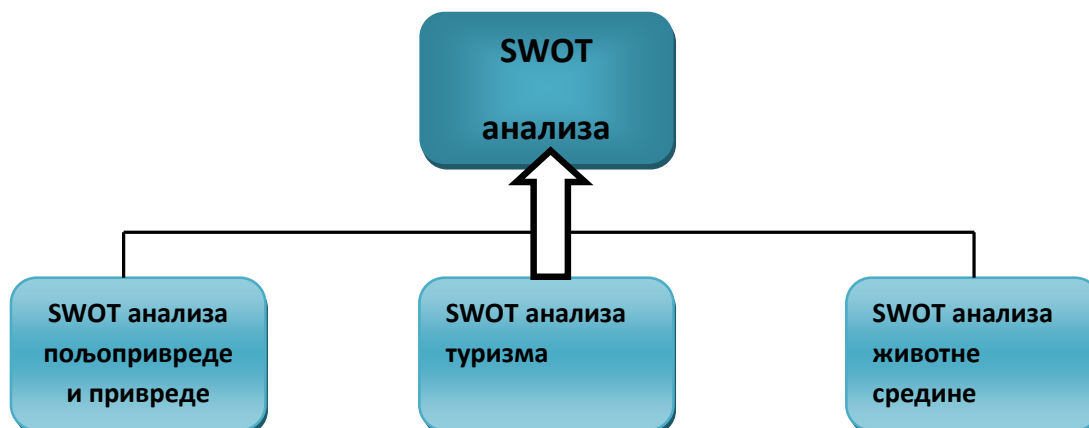 SWOT
анализа
SWOT анализа
пољопривреде
и привреде
SWOT анализа
туризма
SWOT анализа
животне
средине